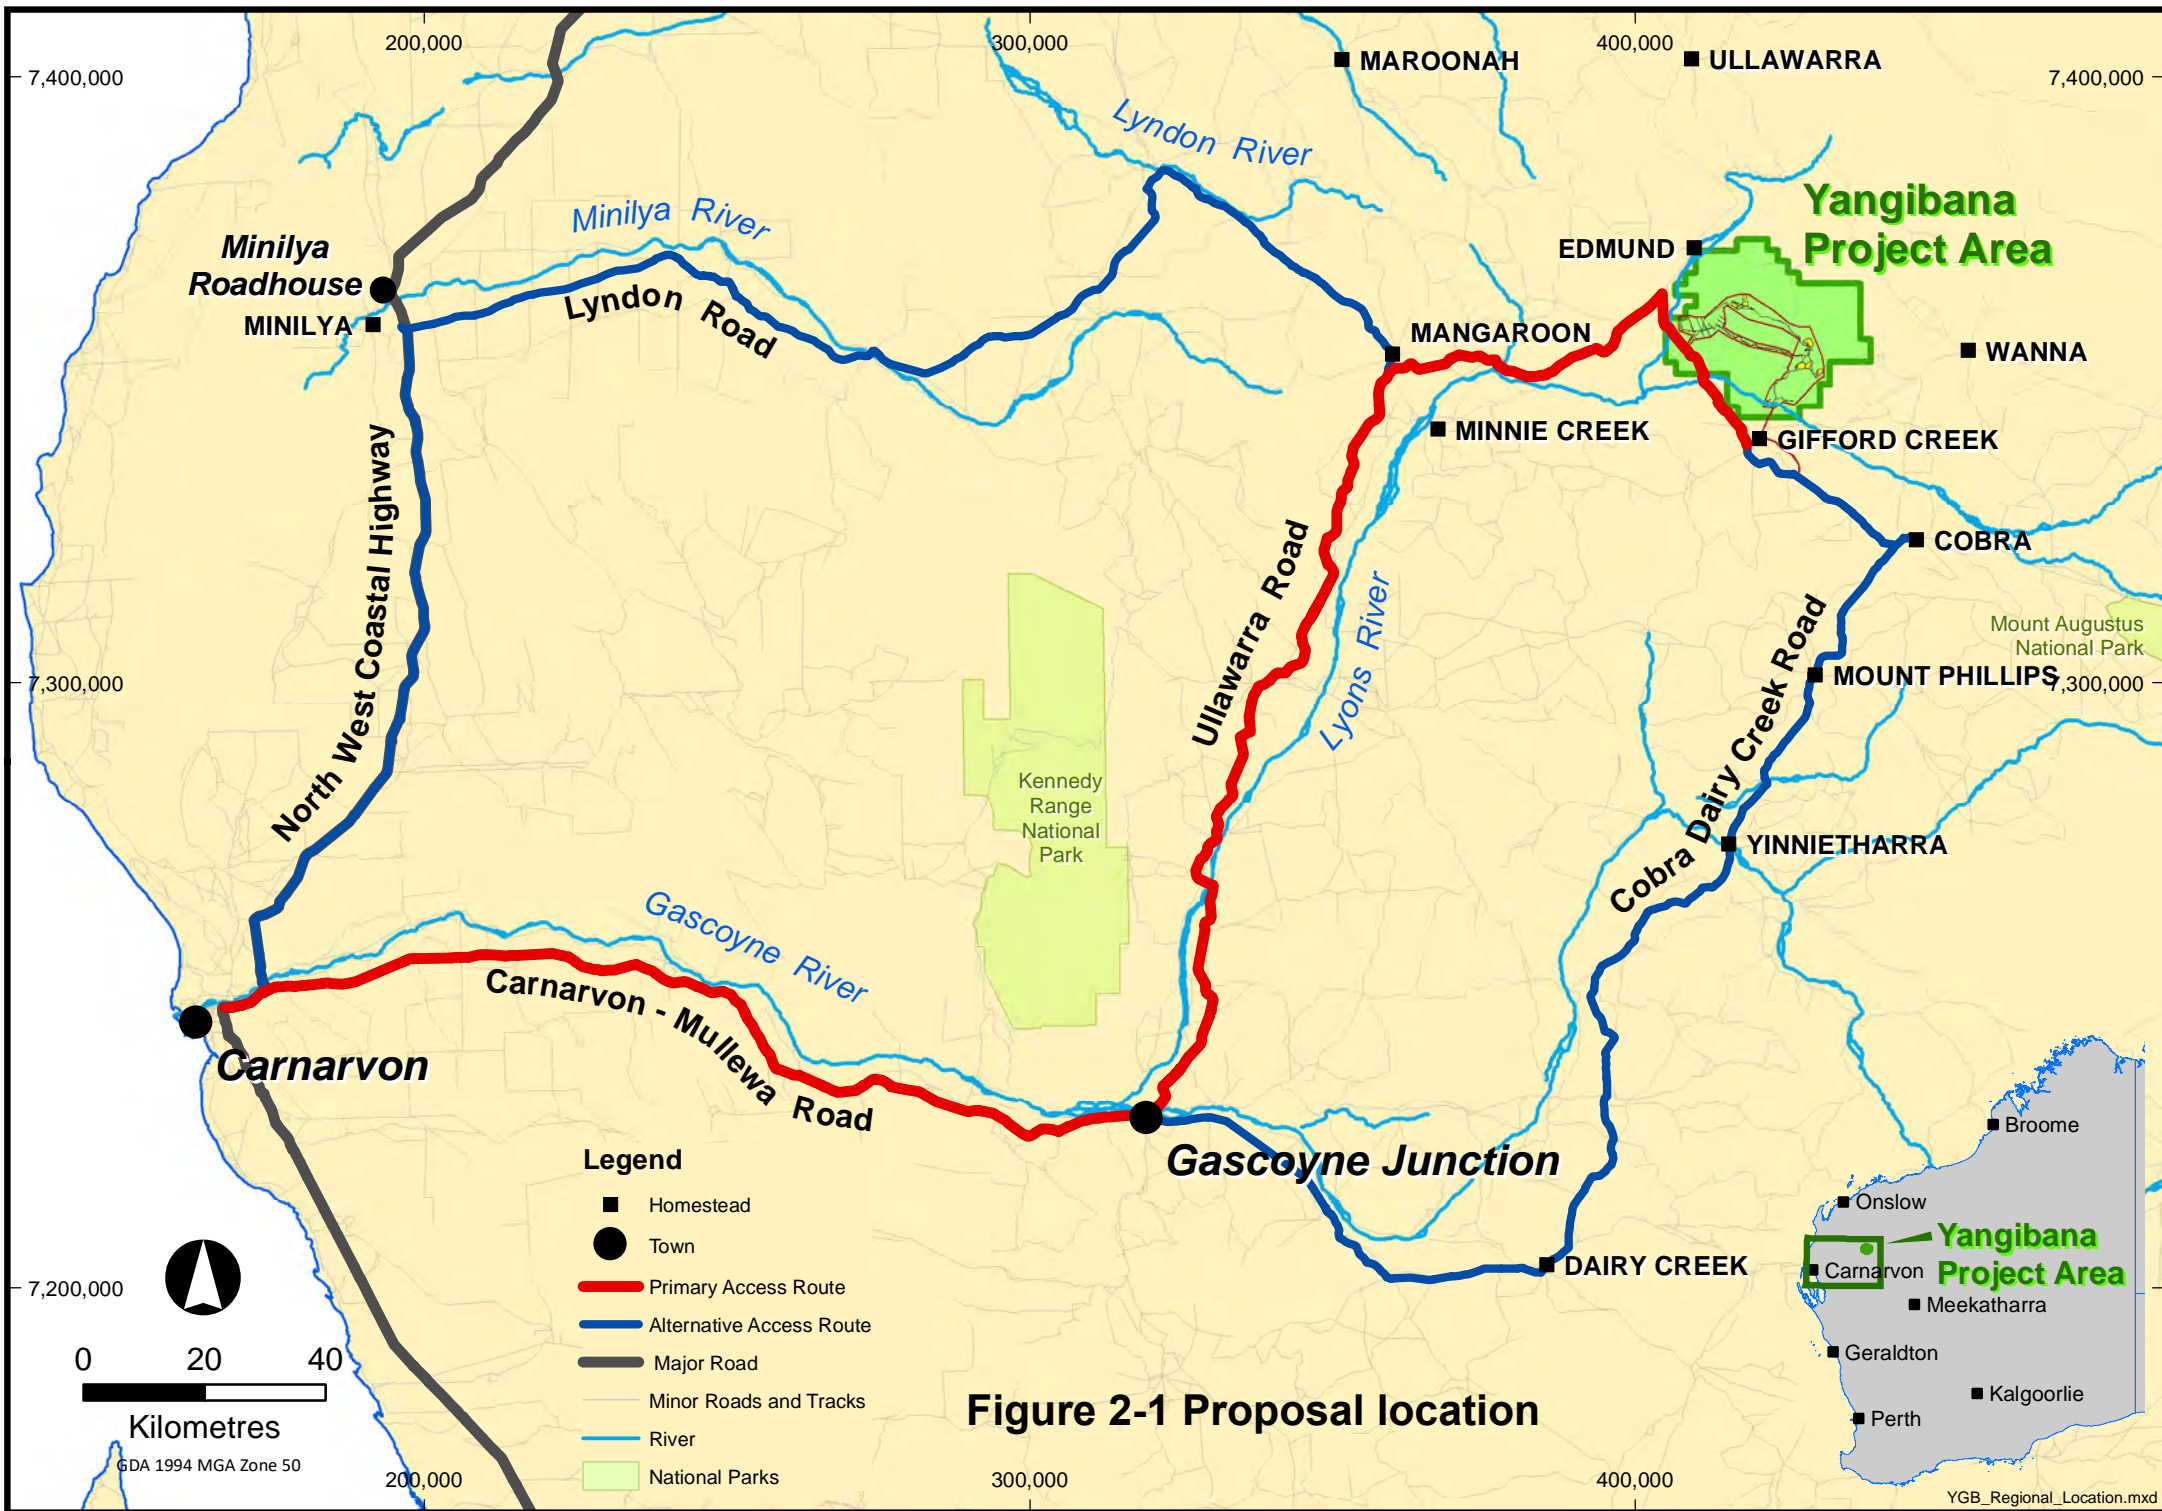 200,000
300,000
400,000
7,400,000
7,400,000
MAROONAH
ULLAWARRA
Lyndon River
Minilya River
Yangibana
Project Area
Minilya
Roadhouse
EDMUND
MINILYA
Lyndon Road
MANGAROON
WANNA
MINNIE CREEK
GIFFORD CREEK
North West Coastal Highway
COBRA
Ullawarra Road
Lyons River
Mount Augustus
National Park
Cobra Dairy Creek Road
MOUNT PHILLIPS
7,300,000
7,300,000
Kennedy
Range
National
Park
YINNIETHARRA
Gascoyne River
Carnarvon - Mullewa Road
Carnarvon
Gascoyne Junction
DAIRY CREEK
Legend
Homestead
Town
Primary Access Route
Alternative Access Route
Major Road
Minor Roads and Tracks
River
National Parks
7,200,000
0 20 40
Kilometres
GDA 1994 MGA Zone 50
Figure 2-1 Proposal location
Broome
Onslow
Yangibana
Project Area
Carnarvon
Meekatharra
Geraldton
Kalgoorlie
Perth
200,000
300,000
400,000
YGB_Regional_Location.mxd